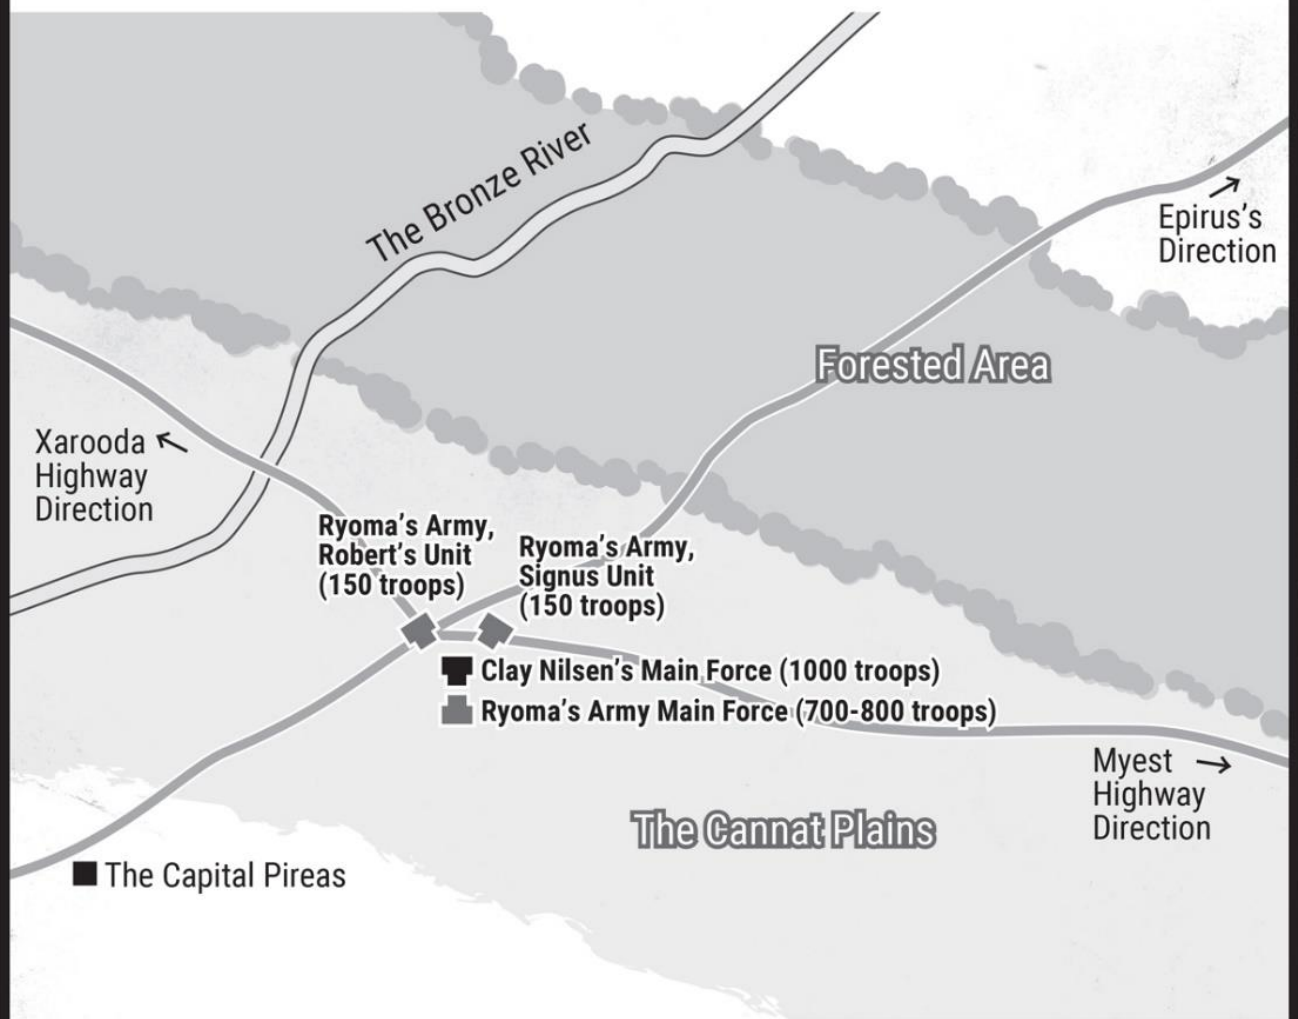 The Bronze River
Epirus's
Direction
Forested Area
Xarooda
Highway
Direction
Ryoma's Army,
Robert's Unit
(150 troops)
Ryoma's Army,
Signus Unit
(150 troops)
Clay Nilsen's Main Force (1000 troops)
Ryoma's Army Main Force (700-800 troops)
Myest
Highway
Direction
The Cannat Plains
The Capital Pireas